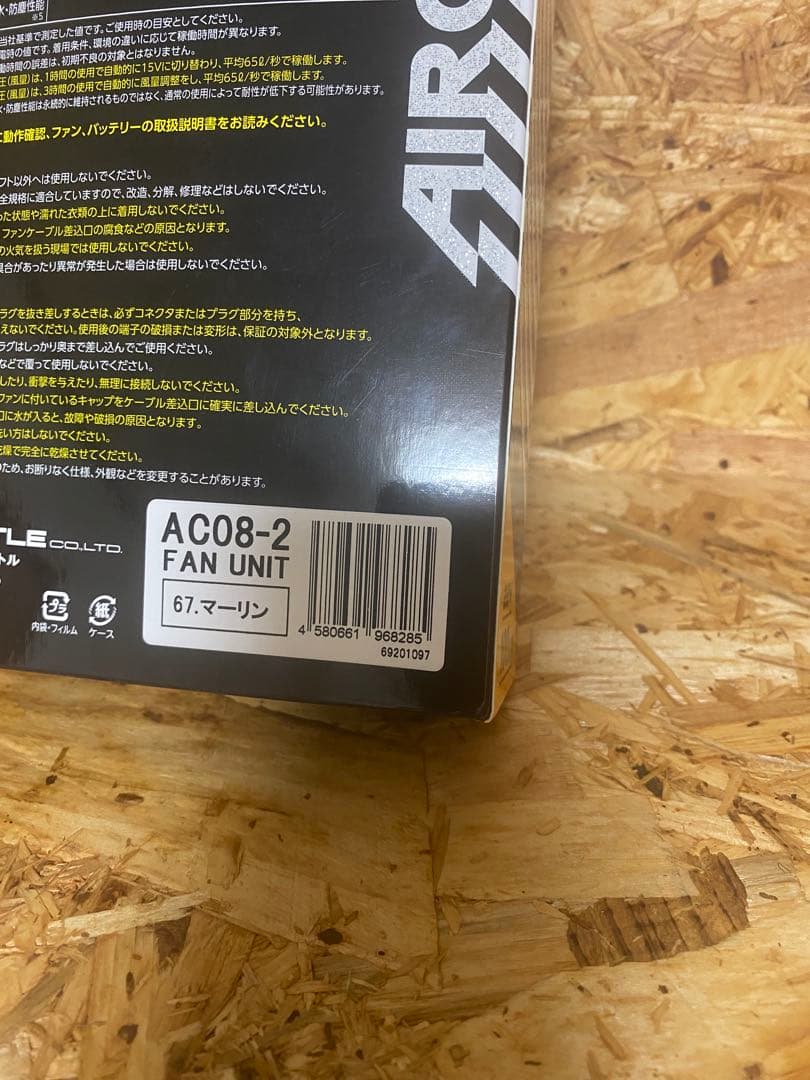 水・防塵性能
※5
当社基準で測定した値です。ご使用時の目安としてください。
電時の値です。着用条件、環境の違いに応じて稼働時間が異なります。
動時間の誤差は、初期不良の対象とはなりません。
圧(風量)は、1時間の使用で自動的に15Vに切り替わり、平均65ℓ/秒で稼働します。
圧(風量)は、3時間の使用で自動的に風量調整をし、平均65ℓ/秒で稼働します。
水・防塵性能は永続的に維持されるものではなく、通常の使用によって耐性が低下する可能性があります。
に動作確認、ファン、バッテリーの取扱説明書をお読みください。
フト以外へは使用しないでください。
全規格に適合していますので、改造、分解、修理などはしないでください。
った状態や濡れた衣類の上に着用しないでください。
ファンケーブル差込口の腐食などの原因となります。
の火気を扱う現場では使用しないでください。
具合があったり異常が発生した場合は使用しないでください。
ラグを抜き差しするときは、必ずコネクタまたはプラグ部分を持ち、
えないでください。使用後の端子の破損または変形は、保証の対象外となります。
ラグはしっかり奥まで差し込んでご使用ください。
などで覆って使用しないでください。
したり、衝撃を与えたり、無理に接続しないでください。
ファンに付いているキャップをケーブル差込口に確実に差し込んでください。
口に水が入ると、故障や破損の原因となります。
洗い方はしないでください。
乾燥で完全に乾燥させてください。
のため、お断りなく仕様、外観などを変更することがあります。
AIRC
TLE CO.,LTD.
トル
プラ
内袋・フィルム
紙
ケース
AC08-2
FAN UNIT
67.マーリン
4 580661 968285
69201097